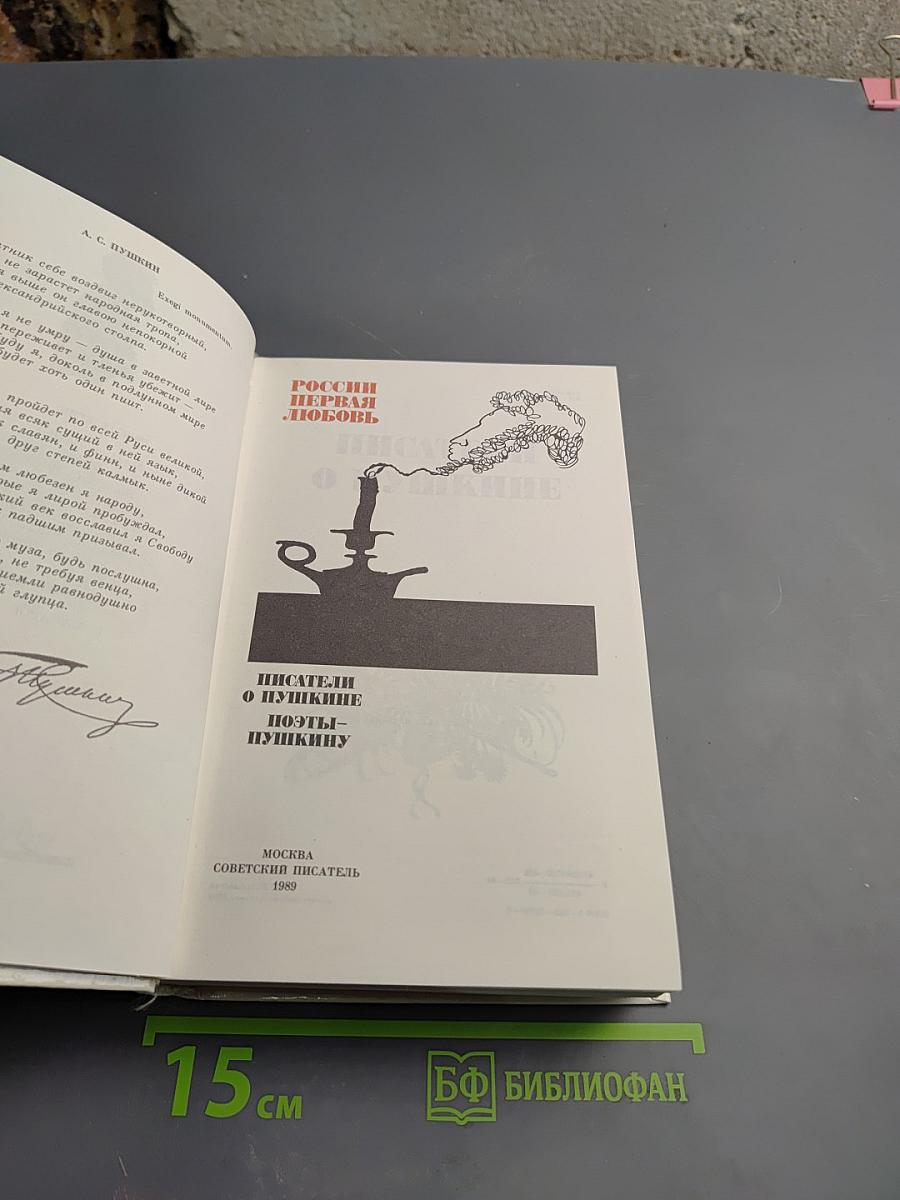 А. С. ПУШКИН
Exegi monumentum.
себе воздвиг нерукотворный,
не зарастет народная тропа,
выше он главою непокорной
столпа.
я не умру — душа в заветной лире
переживет и тленья убежит —
я, доколь в подлунном мире
будет хоть один пиит.
пройдет по всей Руси великой,
всяк сущий в ней язык,
славян, и финн, и ныне дикой
друг степей калмык.
любезен я народу,
я лирой пробуждал,
век восславил я Свободу
падшим призывал.
муза, будь послушна,
не требуя венца,
равнодушно
глупца.
РОССИИ
ПЕРВАЯ
ЛЮБОВЬ
ПИСАТЕЛИ
О ПУШКИНЕ
ПОЭТЫ—
ПУШКИНУ
МОСКВА
СОВЕТСКИЙ ПИСАТЕЛЬ
1989
15 см
БФ БИБЛИОФАН